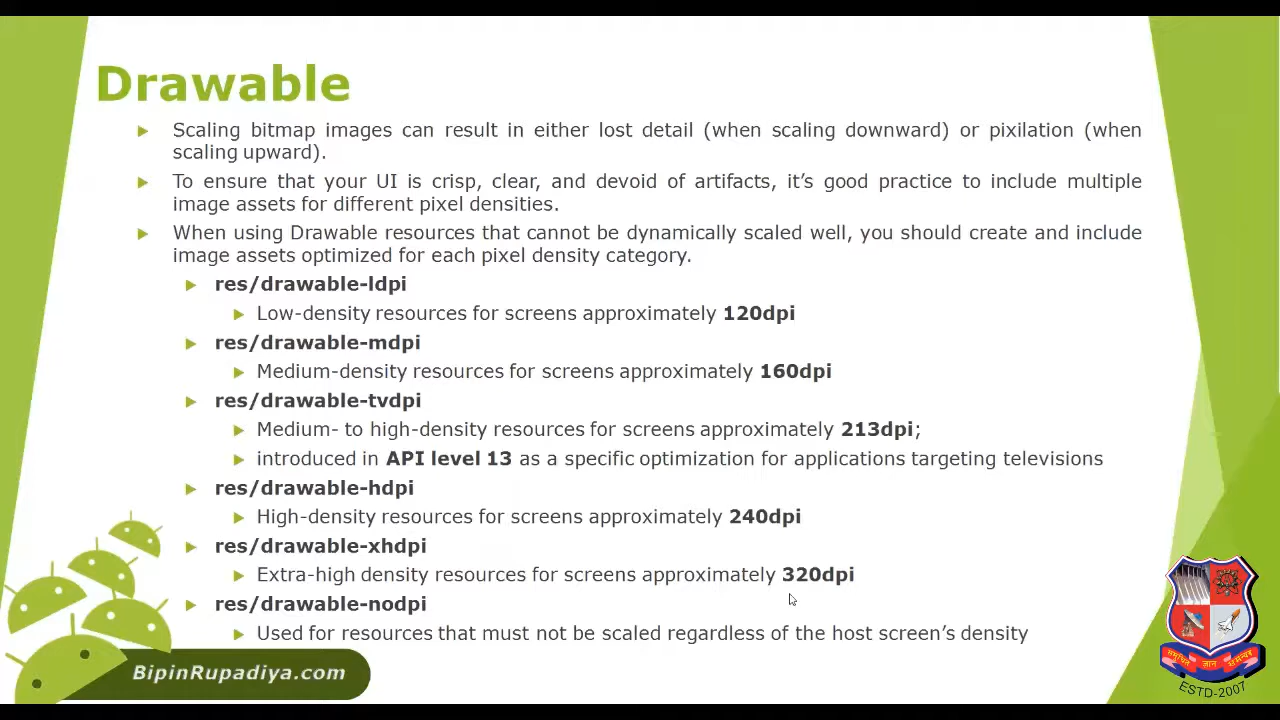 Drawable
Scaling bitmap images can result in either lost detail (when scaling downward) or pixilation (when
scaling upward).
To ensure that your UI is crisp, clear, and devoid of artifacts, it’s good practice to include multiple
image assets for different pixel densities.
When using Drawable resources that cannot be dynamically scaled well, you should create and include
image assets optimized for each pixel density category.
res/drawable-ldpi
Low-density resources for screens approximately 120dpi
res/drawable-mdpi
Medium-density resources for screens approximately 160dpi
res/drawable-tvdpi
Medium- to high-density resources for screens approximately 213dpi;
introduced in API level 13 as a specific optimization for applications targeting televisions
res/drawable-hdpi
High-density resources for screens approximately 240dpi
res/drawable-xhdpi
Extra-high density resources for screens approximately 320dpi
res/drawable-nodpi
Used for resources that must not be scaled regardless of the host screen’s density
BipinRupadiya.com
ज्ञान
ESTD-2007